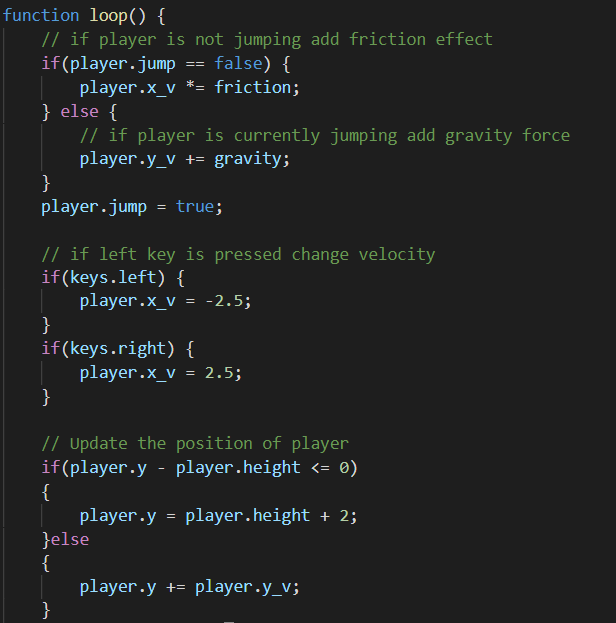 function loop() {
    // if player is not jumping add friction effect
    if(player.jump == false) {
        player.x_v *= friction;
    } else {
        // if player is currently jumping add gravity force
        player.y_v += gravity;
    }
    player.jump = true;

    // if left key is pressed change velocity
    if(keys.left) {
        player.x_v = -2.5;
    }
    if(keys.right) {
        player.x_v = 2.5;
    }

    // Update the position of player
    if(player.y - player.height <= 0)
    {
        player.y = player.height + 2;
    }else
    {
        player.y += player.y_v;
    }